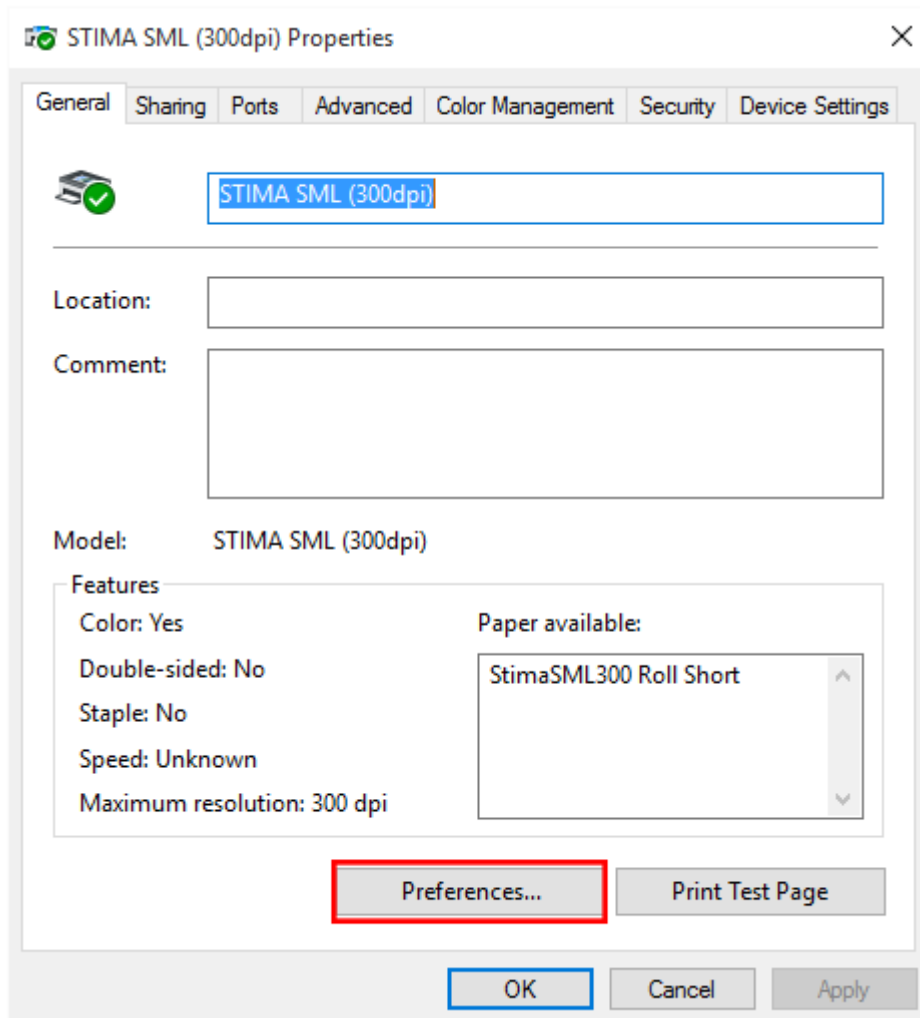 STIMA SML (300dpi) Properties
General Sharing Ports Advanced Color Management Security Device Settings
STIMA SML (300dpi)
Location:
Comment:
Model: STIMA SML (300dpi)
Features
Color: Yes
Paper available:
Double-sided: No
StimaSML300 Roll Short
Staple: No
Speed: Unknown
Maximum resolution: 300 dpi
Preferences... Print Test Page
OK Cancel Apply